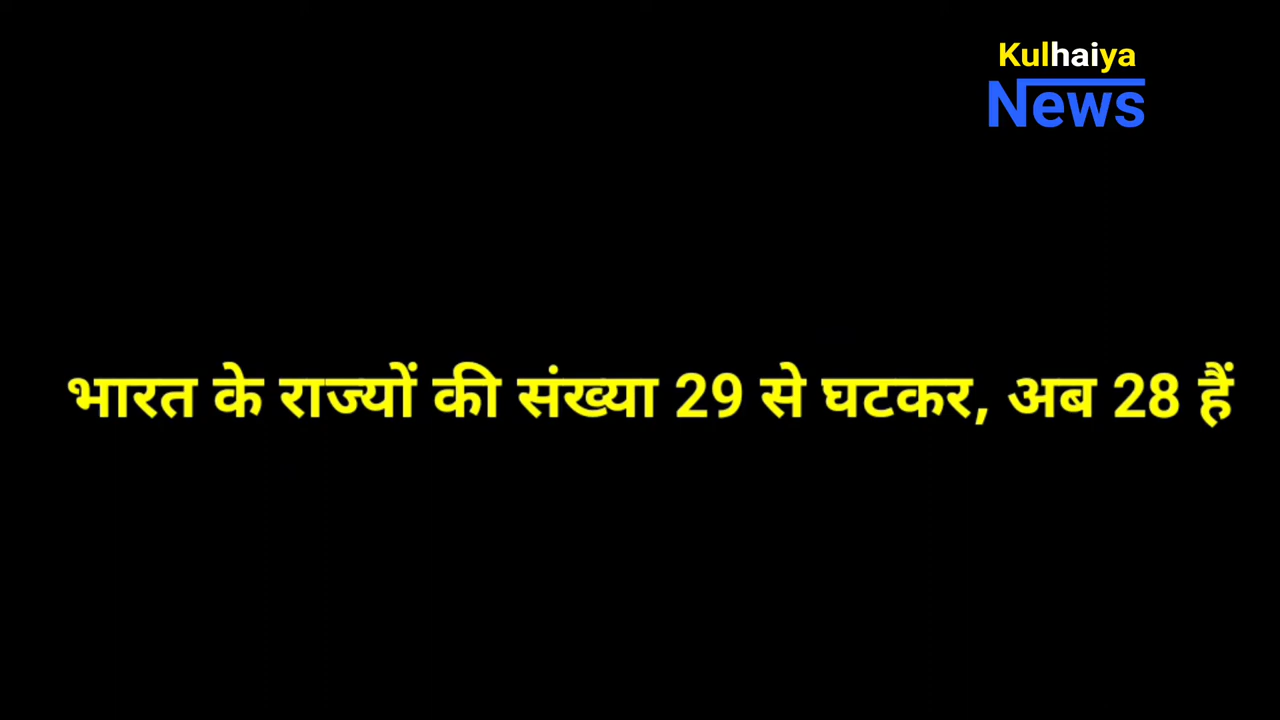 Kulhaiya
News
भारत के राज्यों की संख्या 29 से घटकर, अब 28 हैं